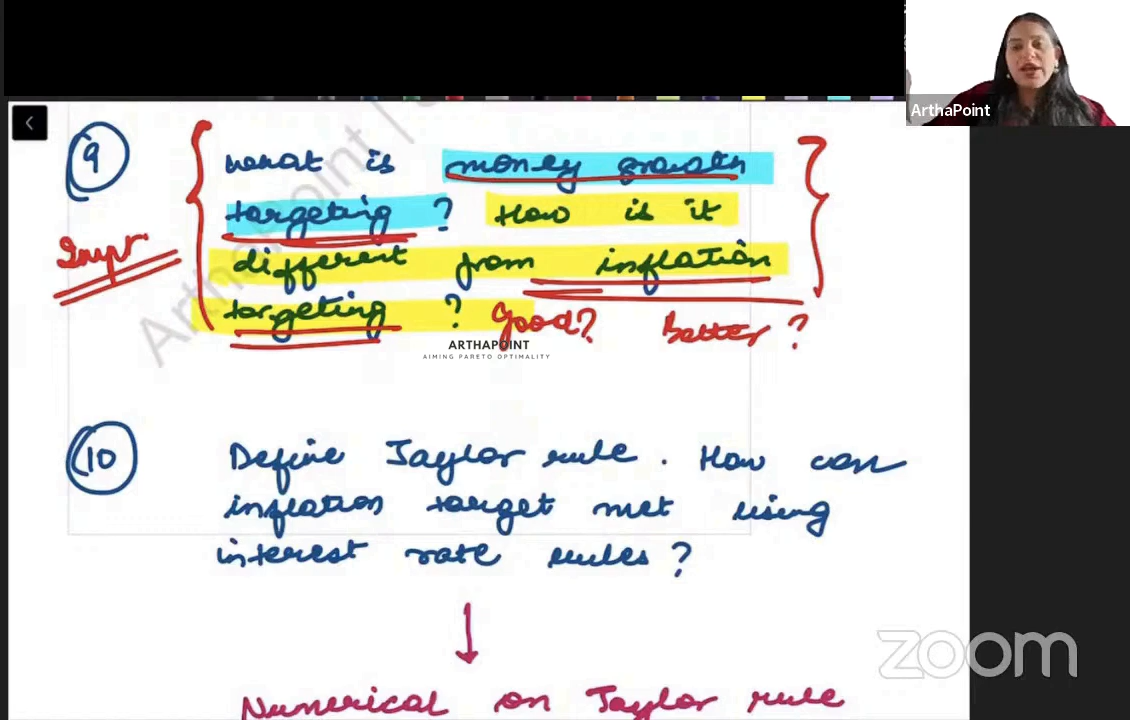 ArthaPoint
9
What is money growth
targeting? How is it
Impr.
different from inflation
targeting? Good? Better?
ARTHAPOINT
AIMING PARETO OPTIMALITY
10
Define Taylor rule. How can
inflation target met using
interest rate rules?
zoom
Numerical on Taylor rule